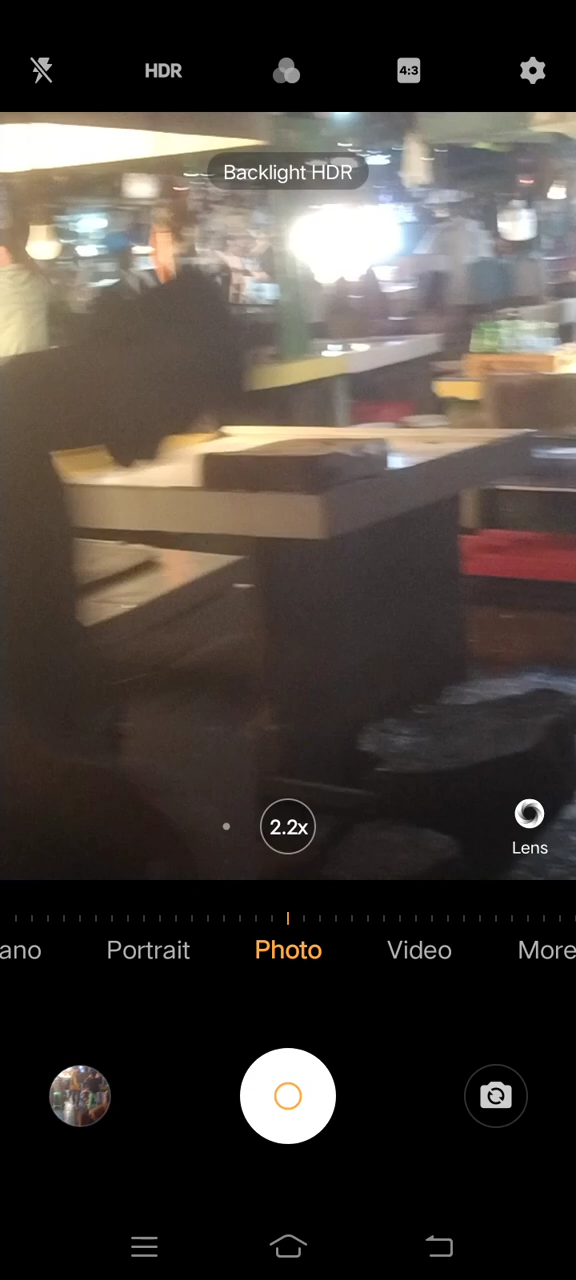 HDR
4:3
Backlight HDR
2.2x
Lens
ano
Portrait
Photo
Video
More